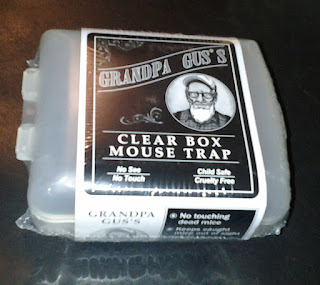 GRANDPA GUS'S
CLEAR BOX
MOUSE TRAP
No See
No Touch
Child Safe
Cruelty Free
GRANDPA
GUS'S
No touching
dead mice
Keeps caught
mice out of sight